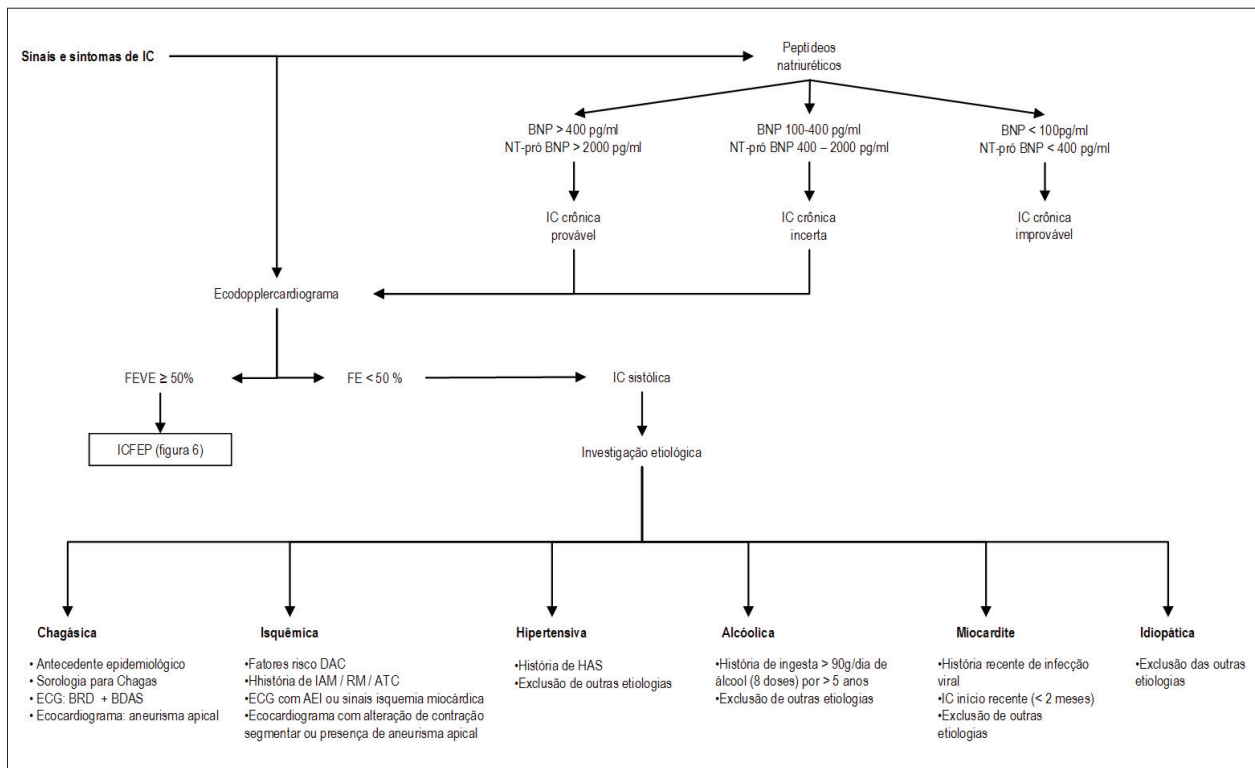 Sinais e sintomas de IC
Peptídeos
natriuréticos
BNP > 400 pg/ml
NT-pró BNP > 2000 pg/ml
BNP 100-400 pg/ml
NT-pró BNP 400 – 2000 pg/ml
BNP < 100pg/ml
NT-pró BNP < 400 pg/ml
IC crônica
provável
IC crônica
incerta
IC crônica
improvável
Ecodopplercardiograma
FEVE ≥ 50%
FE < 50 %
IC sistólica
ICFEP (figura 6)
Investigação etiológica
Chagásica
• Antecedente epidemiológico
• Sorologia para Chagas
• ECG: BRD + BDAS
• Ecocardiograma: aneurisma apical
Isquêmica
•Fatores risco DAC
•Hhistória de IAM / RM / ATC
•ECG com AEI ou sinais isquemia miocárdica
•Ecocardiograma com alteração de contração
segmentar ou presença de aneurisma apical
Hipertensiva
•História de HAS
•Exclusão de outras etiologias
Alcóolica
•História de ingesta > 90g/dia de
álcool (8 doses) por > 5 anos
•Exclusão de outras etiologias
Miocardite
•História recente de infecção
viral
•IC início recente (< 2 meses)
•Exclusão de outras
etiologias
Idiopática
•Exclusão das outras
etiologias